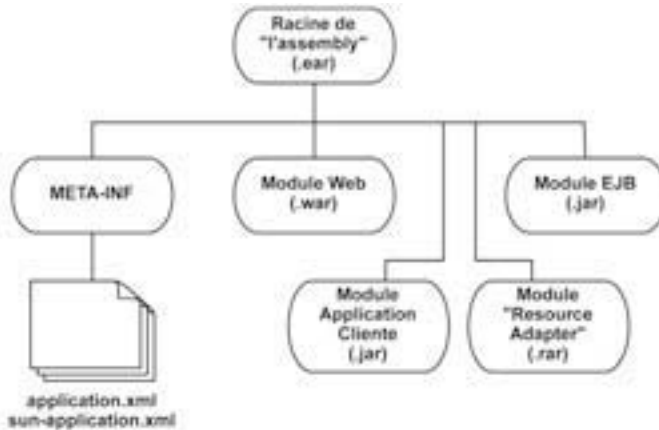 Racine de
"l'assembly"
(.ear)
META-INF
Module Web
(.war)
Module EJB
(.jar)
Module
Application
Cliente
(.jar)
Module
"Resource
Adapter"
(.rar)
application.xml
sun-application.xml